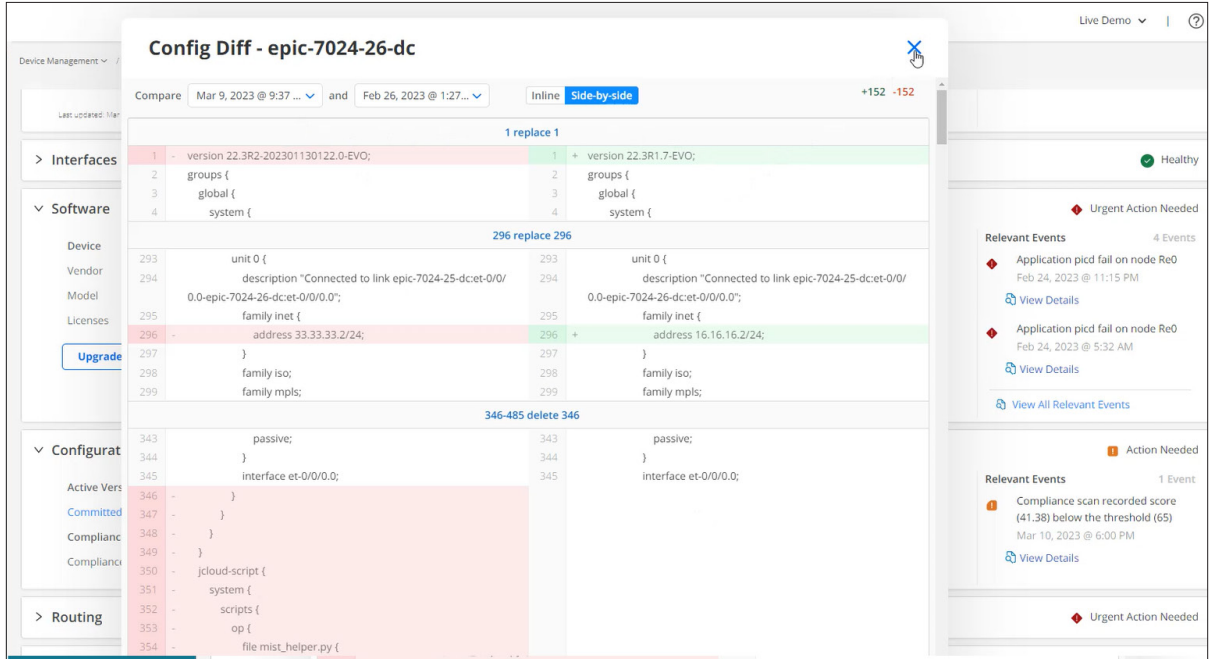 Live Demo
Config Diff - epic-7024-26-dc
Device Management /
Compare Mar 9, 2023 @ 9:37 ... and Feb 26, 2023 @ 1:27... Inline Side-by-side +152 -152
Last updated: Mar
1 replace 1
1 - version 22.3R2-202301130122.0-EVO; 1 + version 22.3R1.7-EVO;
2 groups { 2 groups {
3 global { 3 global {
4 system { 4 system {
296 replace 296
293 unit 0 { 293 unit 0 {
294 description "Connected to link epic-7024-25-dc:et-0/0/ 294 description "Connected to link epic-7024-25-dc:et-0/0/
0.0-epic-7024-26-dc:et-0/0/0.0"; 0.0-epic-7024-26-dc:et-0/0/0.0";
295 family inet { 295 family inet {
296 - address 33.33.33.2/24; 296 + address 16.16.16.2/24;
297 } 297 }
298 family iso; 298 family iso;
299 family mpls; 299 family mpls;
346-485 delete 346
343 passive; 343 passive;
344 } 344 }
345 interface et-0/0/0.0; 345 interface et-0/0/0.0;
346 - }
347 - }
348 - }
349 - }
350 - jcloud-script {
351 - system {
352 - scripts {
353 - op {
354 - file mist_helper.py {
Interfaces
Healthy
Software
Urgent Action Needed
Device
Vendor
Model
Licenses
Upgrade
Relevant Events 4 Events
Application picd fail on node Re0
Feb 24, 2023 @ 11:15 PM
View Details
Application picd fail on node Re0
Feb 24, 2023 @ 5:32 AM
View Details
View All Relevant Events
Configurat
Action Needed
Active Vers
Committed
Complianc
Compliance
Relevant Events 1 Event
Compliance scan recorded score
(41.38) below the threshold (65)
Mar 10, 2023 @ 6:00 PM
View Details
Routing
Urgent Action Needed